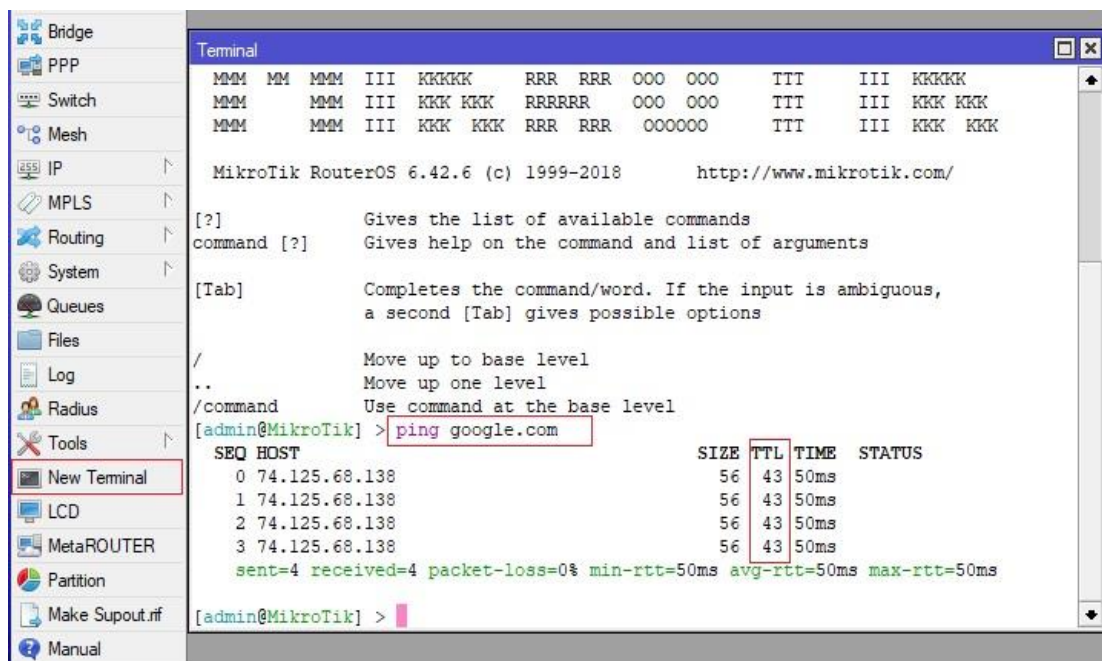 Bridge
PPP
Switch
Mesh
IP
MPLS
Routing
System
Queues
Files
Log
Radius
Tools
New Terminal
LCD
MetaROUTER
Partition
Make Supout.rif
Manual
Terminal
MMM  MM  MMM  III  KKKKK     RRR  RRR  OOO  OOO     TTT     III  KKKKK
MMM      MMM  III  KKK KKK   RRRRRR    OOO  OOO     TTT     III  KKK KKK
MMM      MMM  III  KKK  KKK  RRR  RRR   OOOOOO      TTT     III  KKK  KKK
MikroTik RouterOS 6.42.6 (c) 1999-2018       http://www.mikrotik.com/
[?]             Gives the list of available commands
command [?]     Gives help on the command and list of arguments
[Tab]           Completes the command/word. If the input is ambiguous,
a second [Tab] gives possible options
/               Move up to base level
..              Move up one level
/command        Use command at the base level
[admin@MikroTik] > ping google.com
SEQ HOST                                     SIZE TTL TIME  STATUS
0 74.125.68.138                              56  43 50ms
1 74.125.68.138                              56  43 50ms
2 74.125.68.138                              56  43 50ms
3 74.125.68.138                              56  43 50ms
sent=4 received=4 packet-loss=0% min-rtt=50ms avg-rtt=50ms max-rtt=50ms
[admin@MikroTik] >